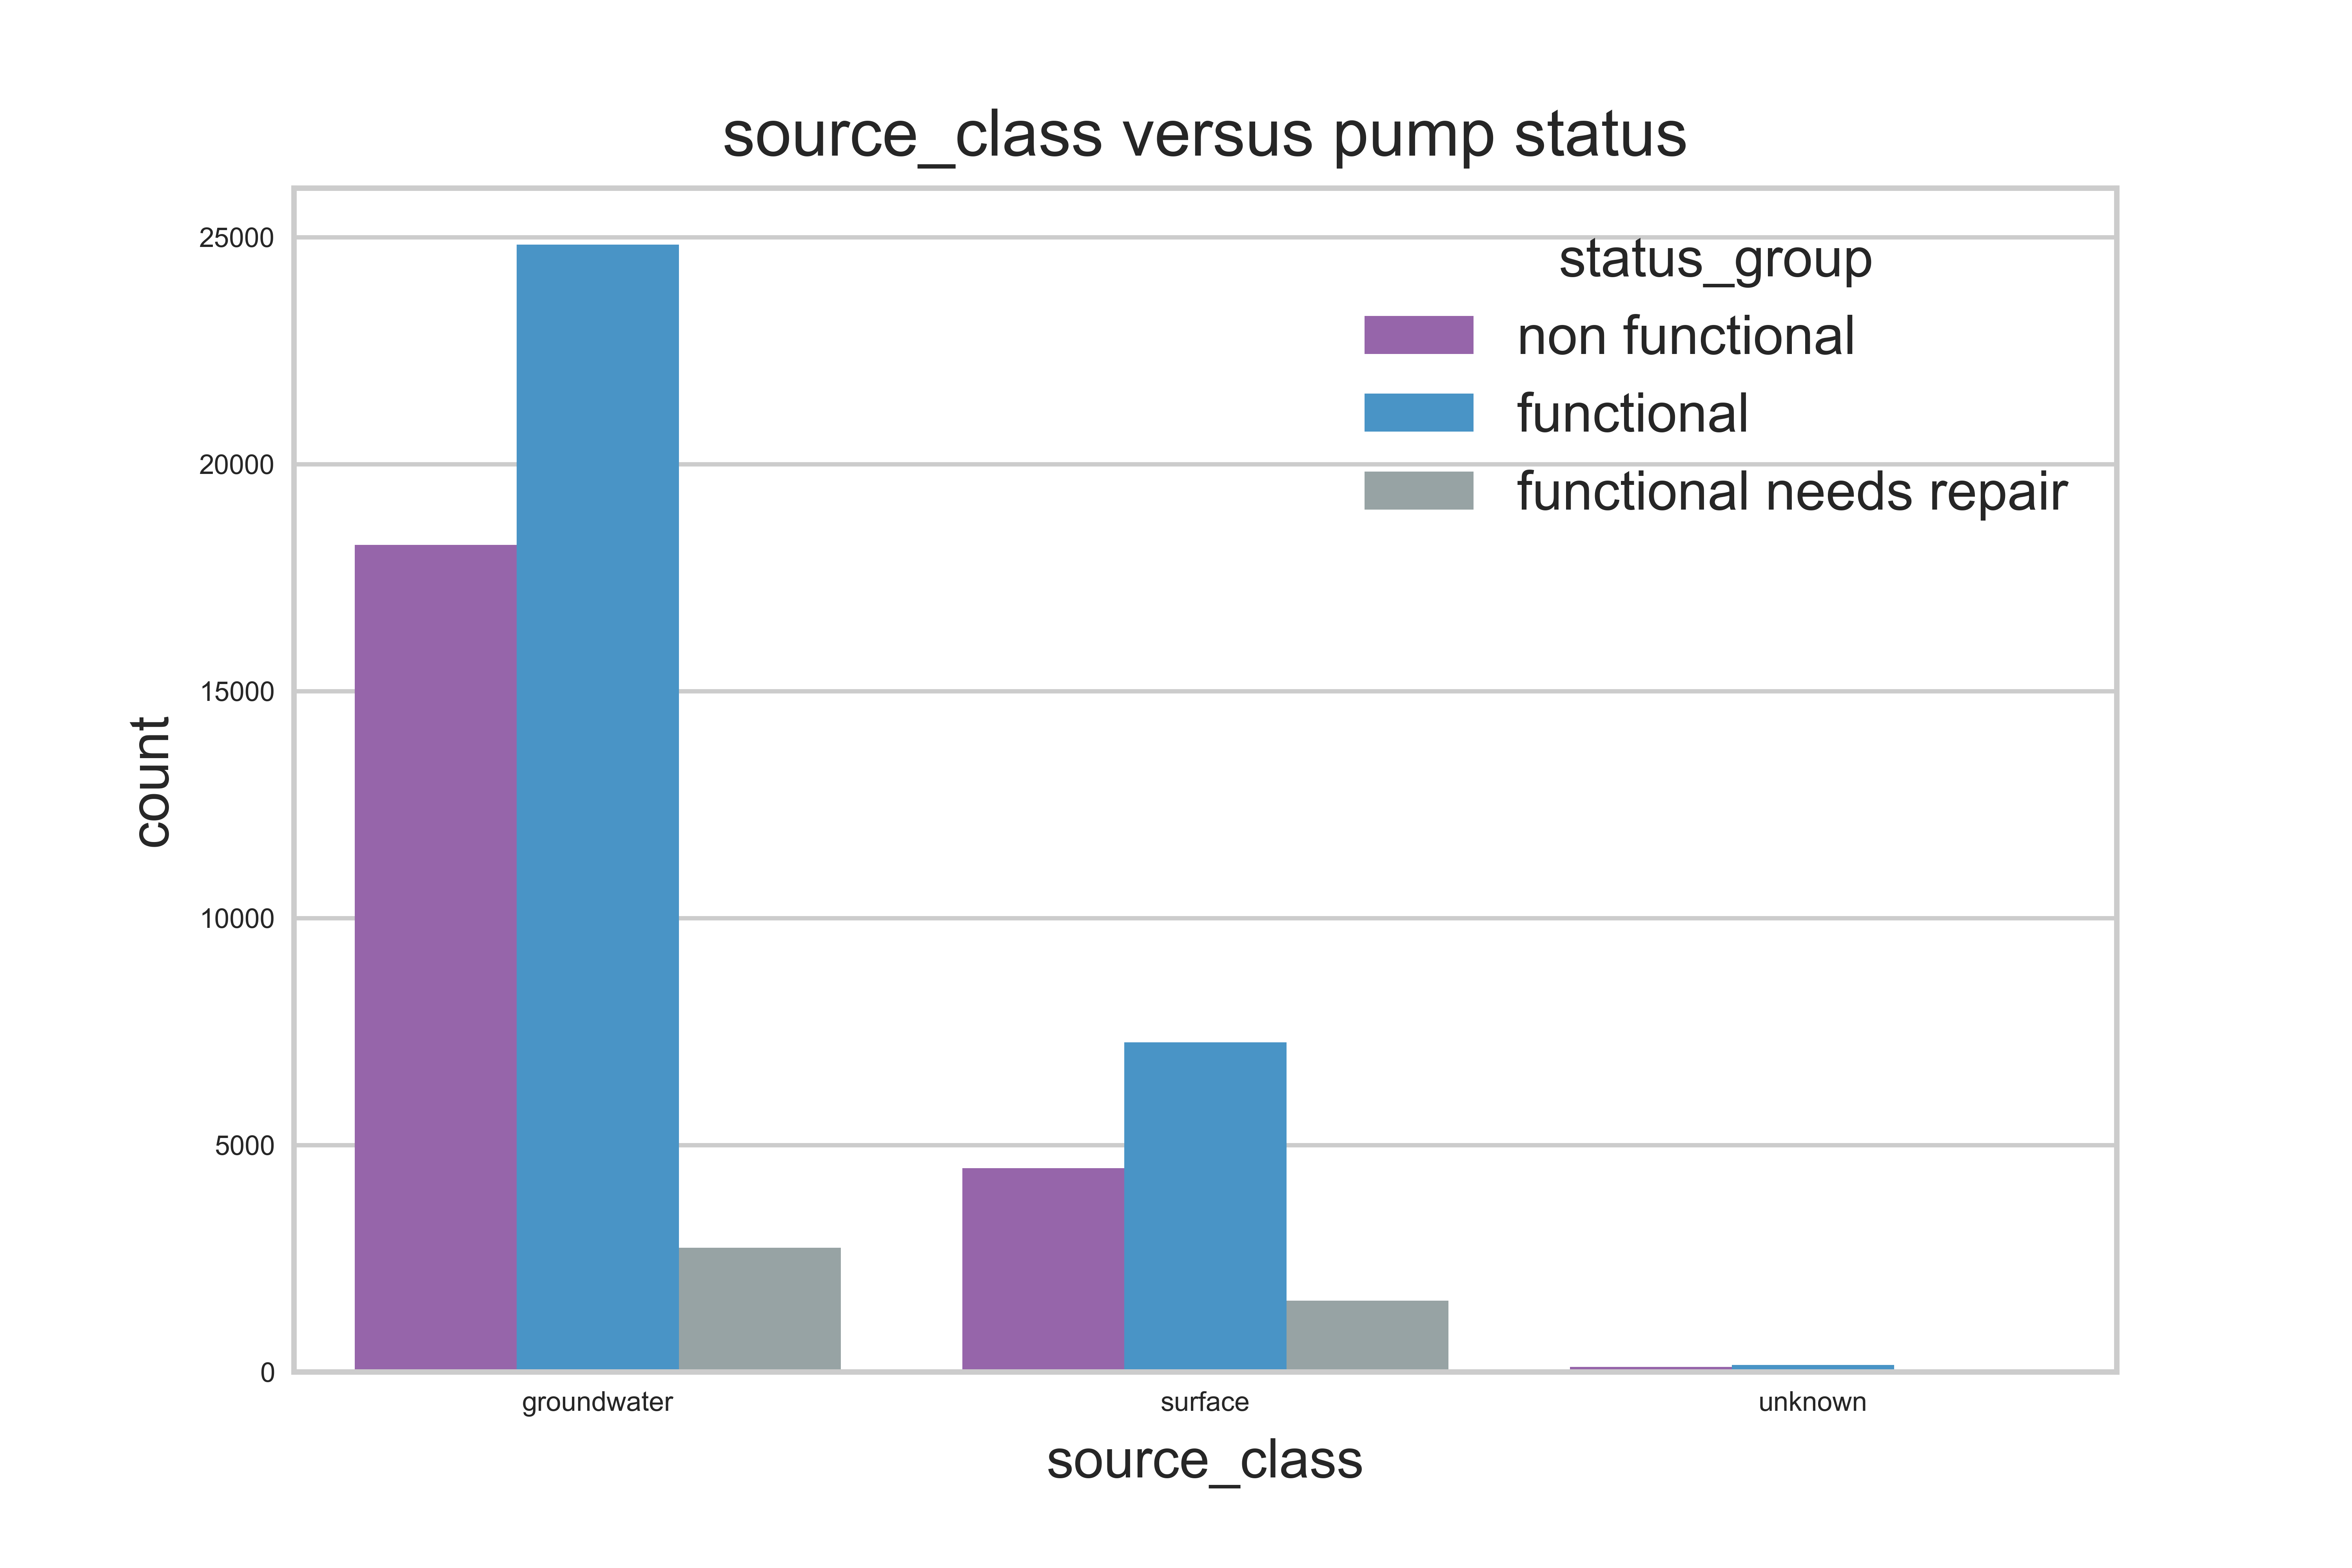 source_class versus pump status
25000
20000
15000
10000
5000
0
count
status_group
non functional
functional
functional needs repair
groundwater
surface
unknown
source_class